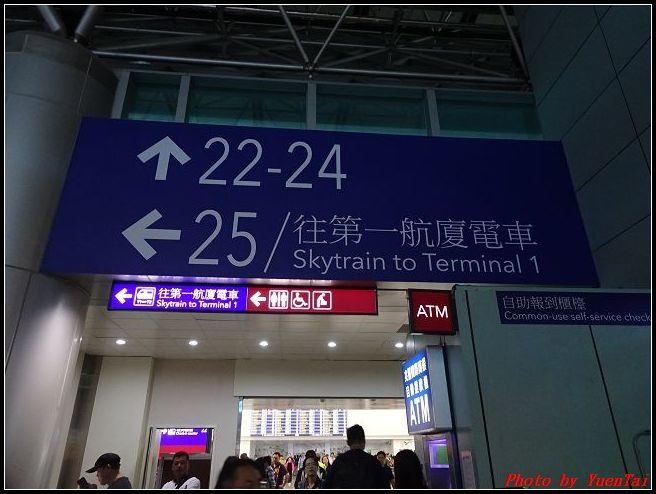 22-24
25/往第一航廈電車
Skytrain to Terminal 1
往第一航廈電車
Skytrain to Terminal 1
ATM
自助報到櫃檯
Common-use self-service check
ATM
Photo by YuenTai